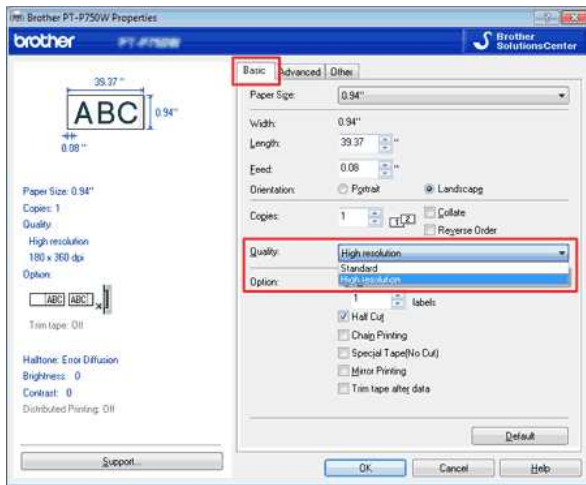 Brother PT-P750W Properties
brother PT-P750W Brother SolutionsCenter
Basic Advanced Other
39.37 "
ABC 0.94"
0.08 "
Paper Size: 0.94"
Copies: 1
Quality:
High resolution
180 x 360 dpi
Option:
ABC ABC
Trim tape: Off
Halftone: Error Diffusion
Brightness: 0
Contrast: 0
Distributed Printing: Off
Support...
Paper Size: 0.94"
Width: 0.94"
Length: 39.37 "
Feed: 0.08 "
Orientation: Portrait Landscape
Copies: 1 1 2 Collate
Reverse Order
Quality: High resolution
Standard
High resolution
Option:
1 labels
Half Cut
Chain Printing
Special Tape(No Cut)
Mirror Printing
Trim tape after data
Default
OK Cancel Help